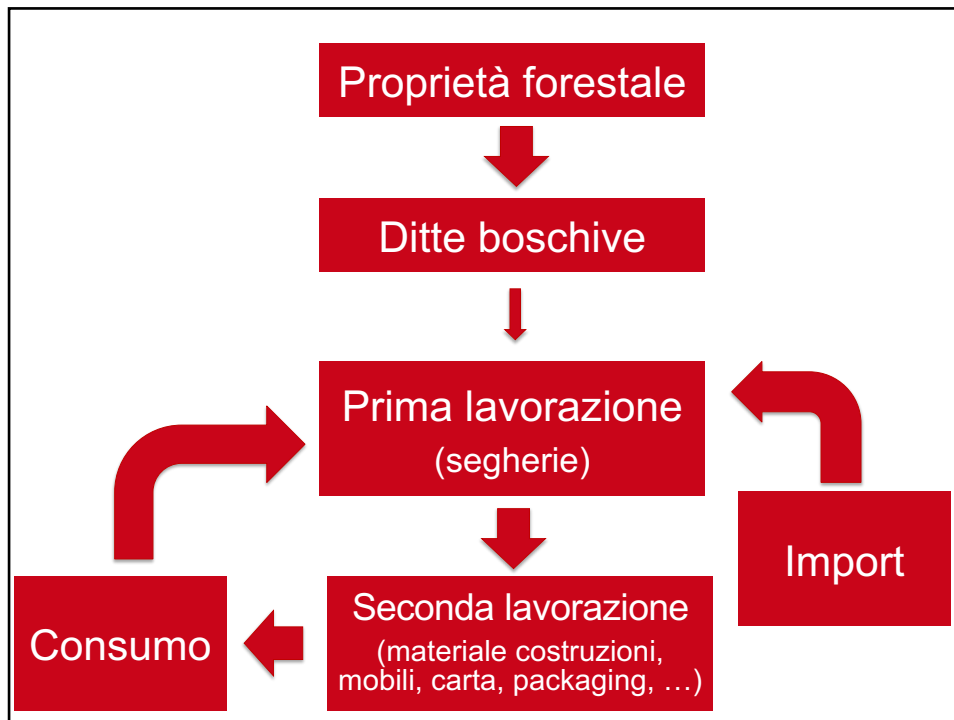 Proprietà forestale
Ditte boschive
Prima lavorazione
(segherie)
Import
Seconda lavorazione
(materiale costruzioni,
mobili, carta, packaging, …)
Consumo